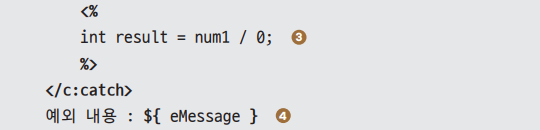 <%
int result = num1 / 0; ❸
%>
</c:catch>
예외 내용 : ${ eMessage } ❹